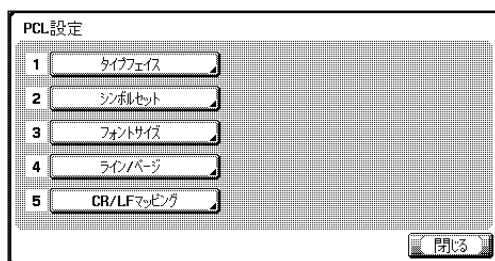 PCL設定
1 タイプフェイス
2 シンボルセット
3 フォントサイズ
4 ライン/ページ
5 CR/LFマッピング
閉じる